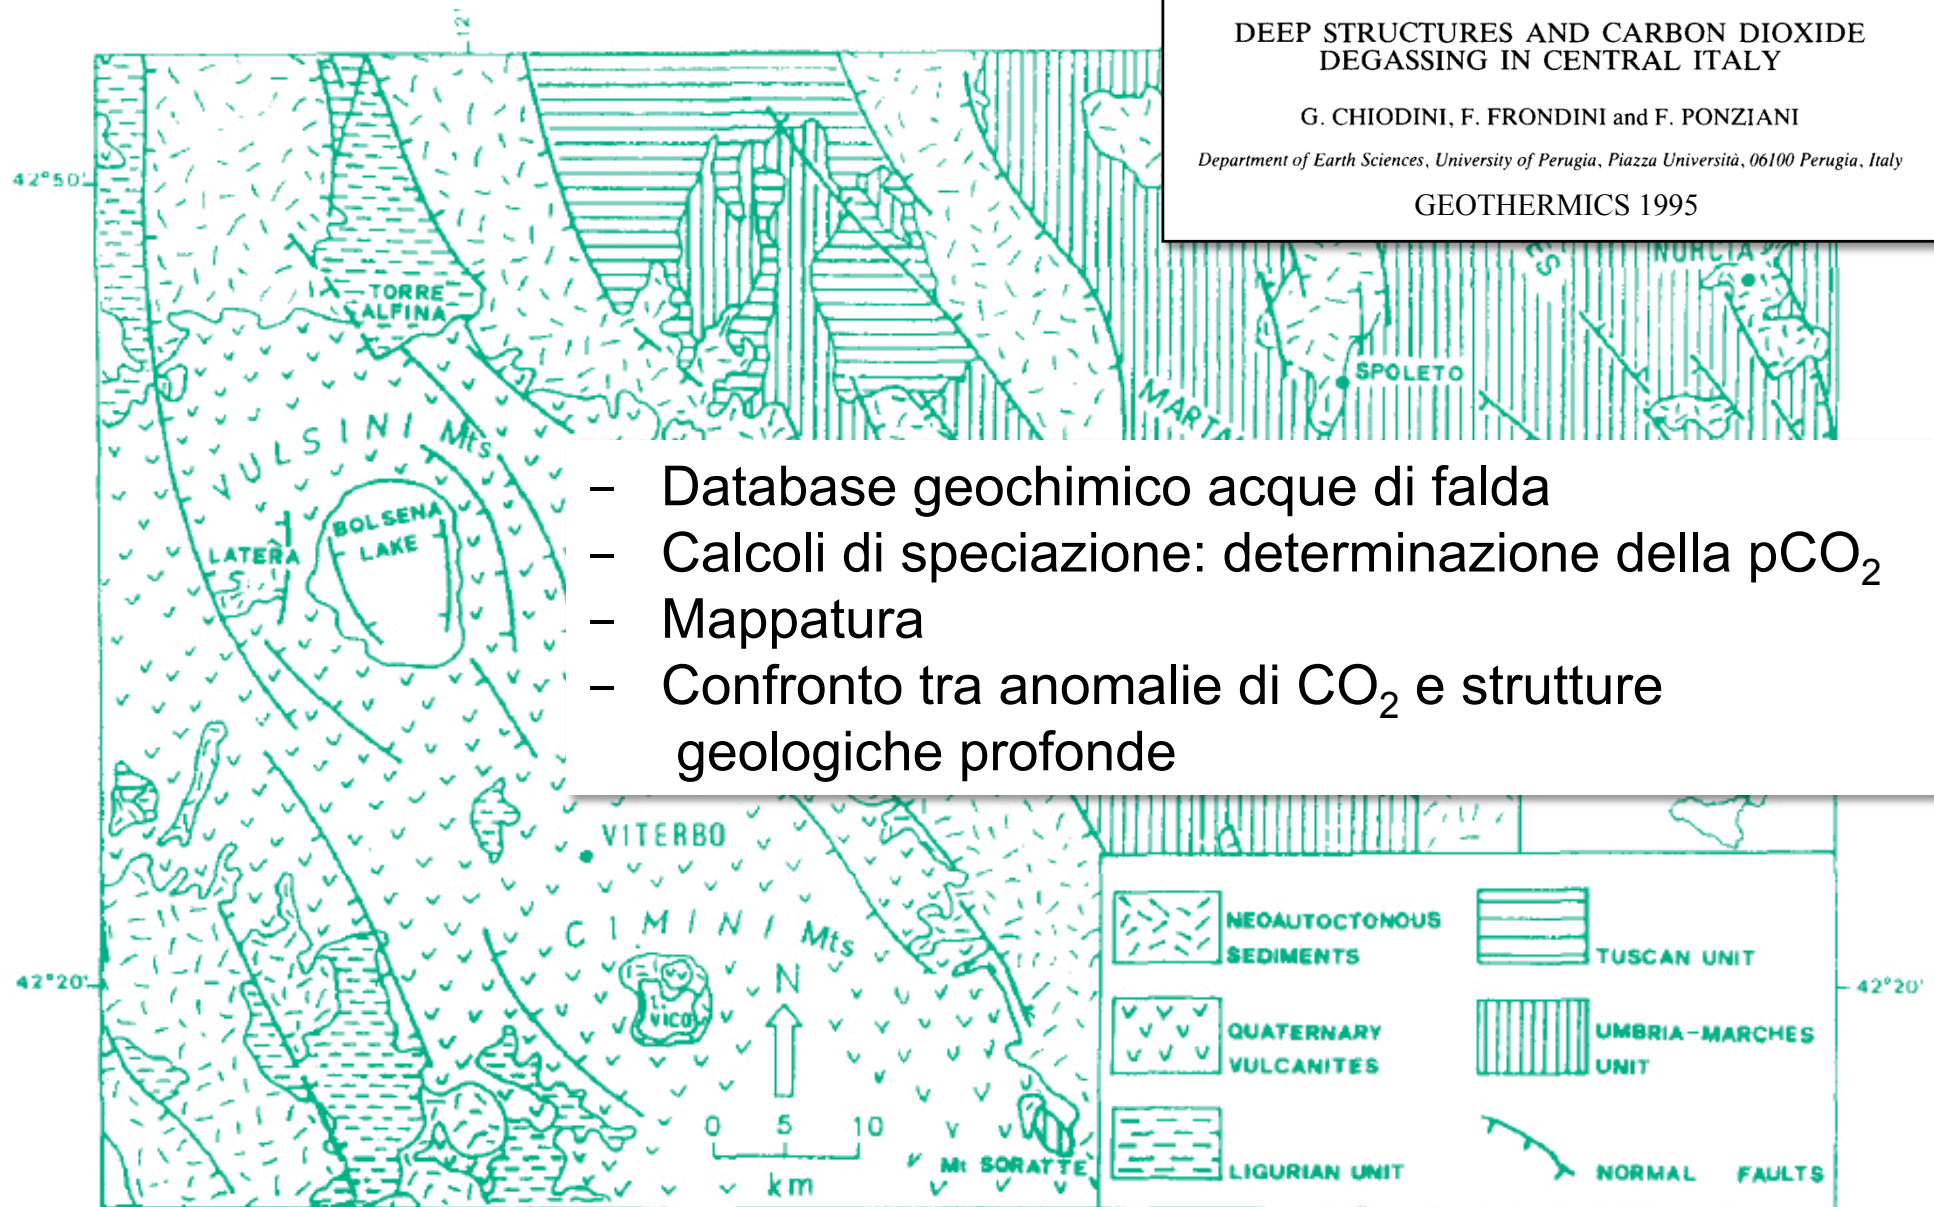 DEEP STRUCTURES AND CARBON DIOXIDE
DEGASSING IN CENTRAL ITALY
G. CHIODINI, F. FRONDINI and F. PONZIANI
Department of Earth Sciences, University of Perugia, Piazza Università, 06100 Perugia, Italy
GEOTHERMICS 1995
12°
42°50'
NORCIA
ES
TORRE
ALFINA
SPOLETO
MARTA
VULSINI Mts
BOLSENA
LAKE
LATERA
– Database geochimico acque di falda
– Calcoli di speciazione: determinazione della pCO₂
– Mappatura
– Confronto tra anomalie di CO₂ e strutture
geologiche profonde
VITERBO
CIMINI Mts
L. VICO
N
42°20'
42°20'
0 5 10
km
Mt SORATTE
NEOAUTOCTONOUS
SEDIMENTS
TUSCAN UNIT
QUATERNARY
VULCANITES
UMBRIA-MARCHES
UNIT
LIGURIAN UNIT
NORMAL FAULTS